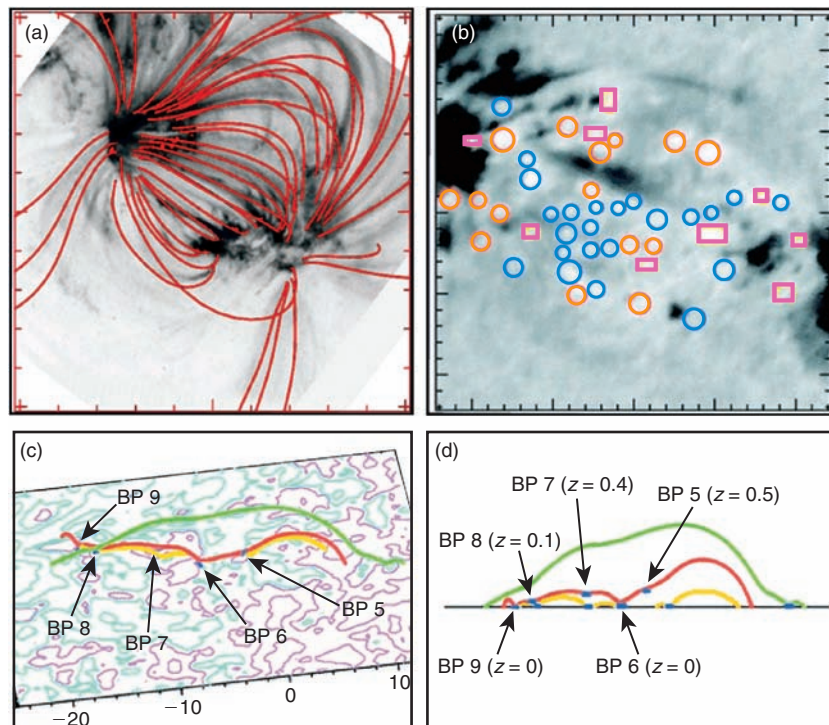 (a)
(b)
(c)
BP 9
BP 8
BP 7
BP 6
BP 5
−20
−10
0
10
(d)
BP 7 (z = 0.4)
BP 5 (z = 0.5)
BP 8 (z = 0.1)
BP 9 (z = 0)
BP 6 (z = 0)